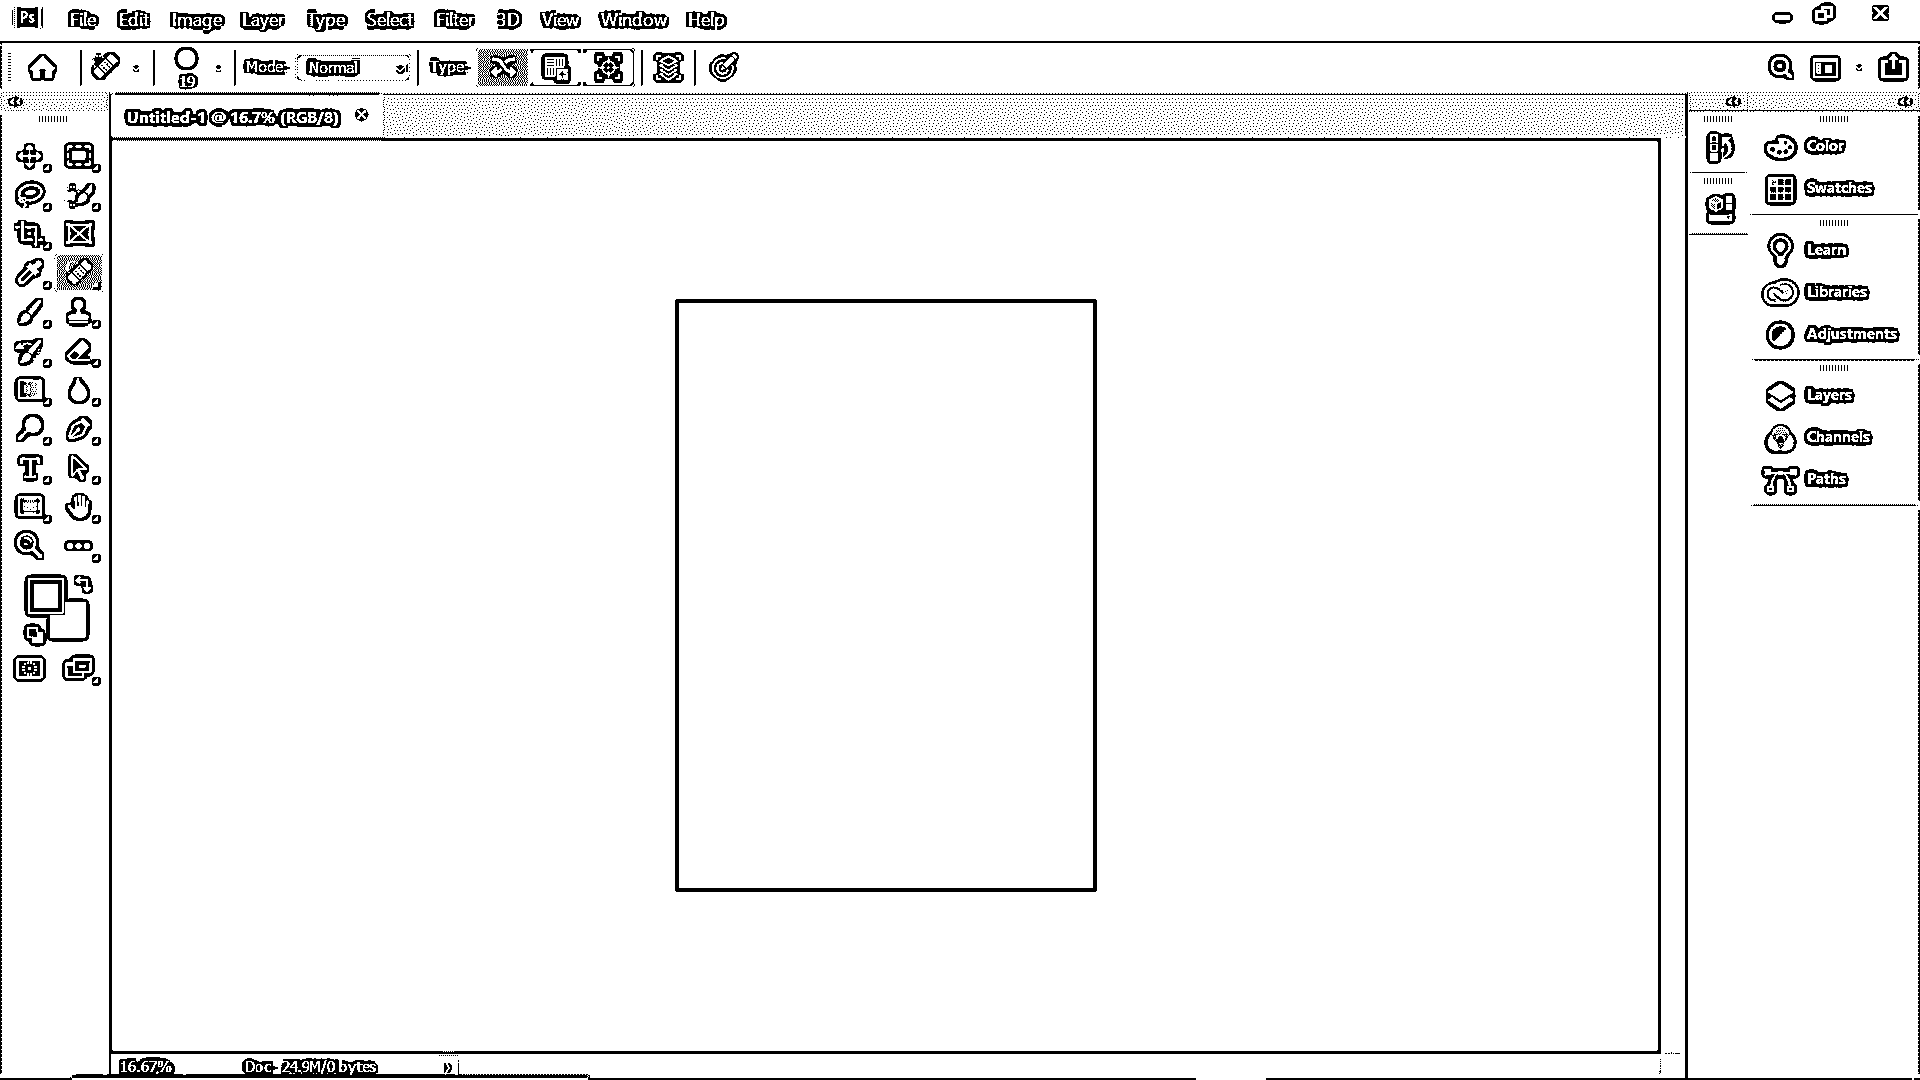 Ps File Edit Image Layer Type Select Filter 3D View Window Help
19 Mode: Normal Type:
Untitled-1 @ 16.7% (RGB/8)
Color
Swatches
Learn
Libraries
Adjustments
Layers
Channels
Paths
16.67% Doc: 24.9M/0 bytes